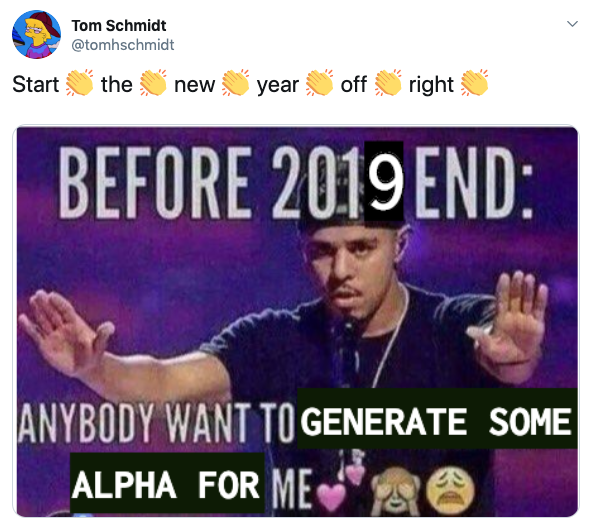 Tom Schmidt
@tomhschmidt
Start 👏 the 👏 new 👏 year 👏 off 👏 right 👏
BEFORE 2019 END:
ANYBODY WANT TO GENERATE SOME
ALPHA FOR ME 💕 🙈 😩